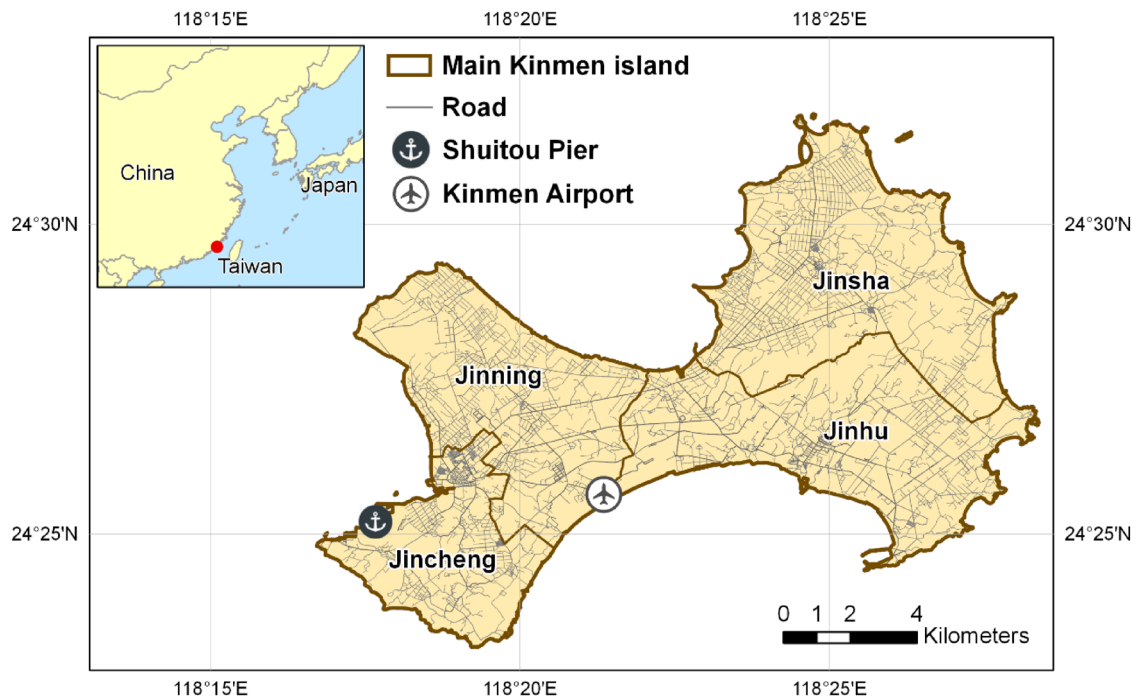 118°15'E 118°20'E 118°25'E
Main Kinmen island
Road
Shuitou Pier
Kinmen Airport
China
Japan
Taiwan
24°30'N 24°30'N
Jinsha
Jinning
Jinhu
24°25'N 24°25'N
Jincheng
0 1 2 4
Kilometers
118°15'E 118°20'E 118°25'E